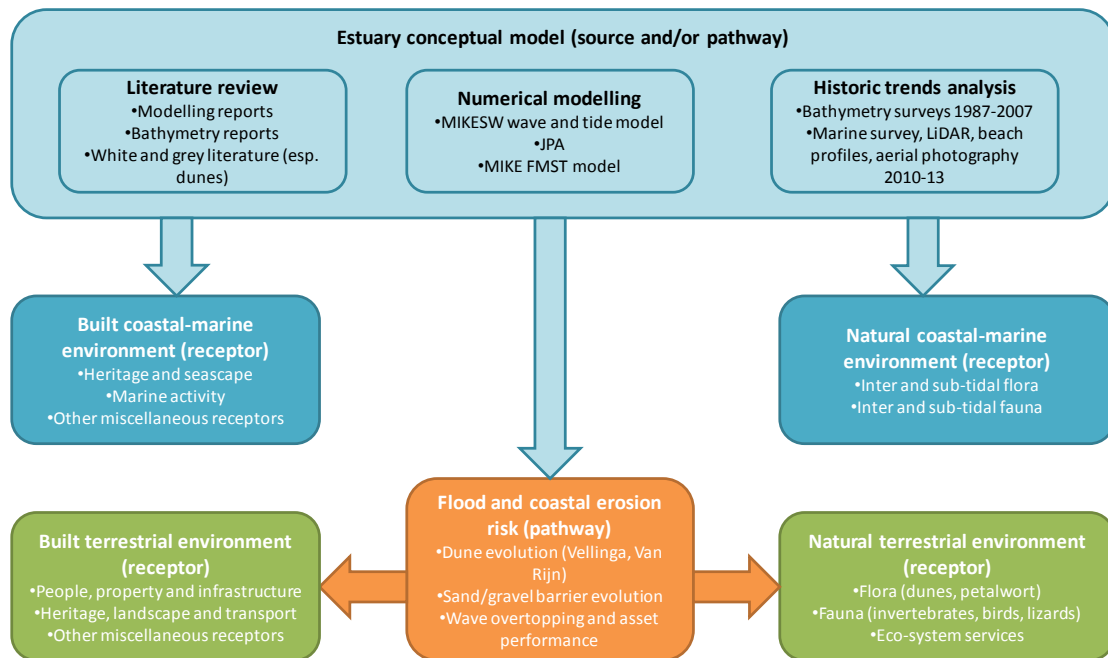 Estuary conceptual model (source and/or pathway)
Literature review
•Modelling reports
•Bathymetry reports
•White and grey literature (esp.
dunes)
Numerical modelling
•MIKESW wave and tide model
•JPA
•MIKE FMST model
Historic trends analysis
•Bathymetry surveys 1987-2007
•Marine survey, LiDAR, beach
profiles, aerial photography
2010-13
Built coastal-marine
environment (receptor)
•Heritage and seascape
•Marine activity
•Other miscellaneous receptors
Natural coastal-marine
environment (receptor)
•Inter and sub-tidal flora
•Inter and sub-tidal fauna
Built terrestrial environment
(receptor)
•People, property and infrastructure
•Heritage, landscape and transport
•Other miscellaneous receptors
Flood and coastal erosion
risk (pathway)
•Dune evolution (Vellinga, Van
Rijn)
•Sand/gravel barrier evolution
•Wave overtopping and asset
performance
Natural terrestrial environment
(receptor)
•Flora (dunes, petalwort)
•Fauna (invertebrates, birds, lizards)
•Eco-system services